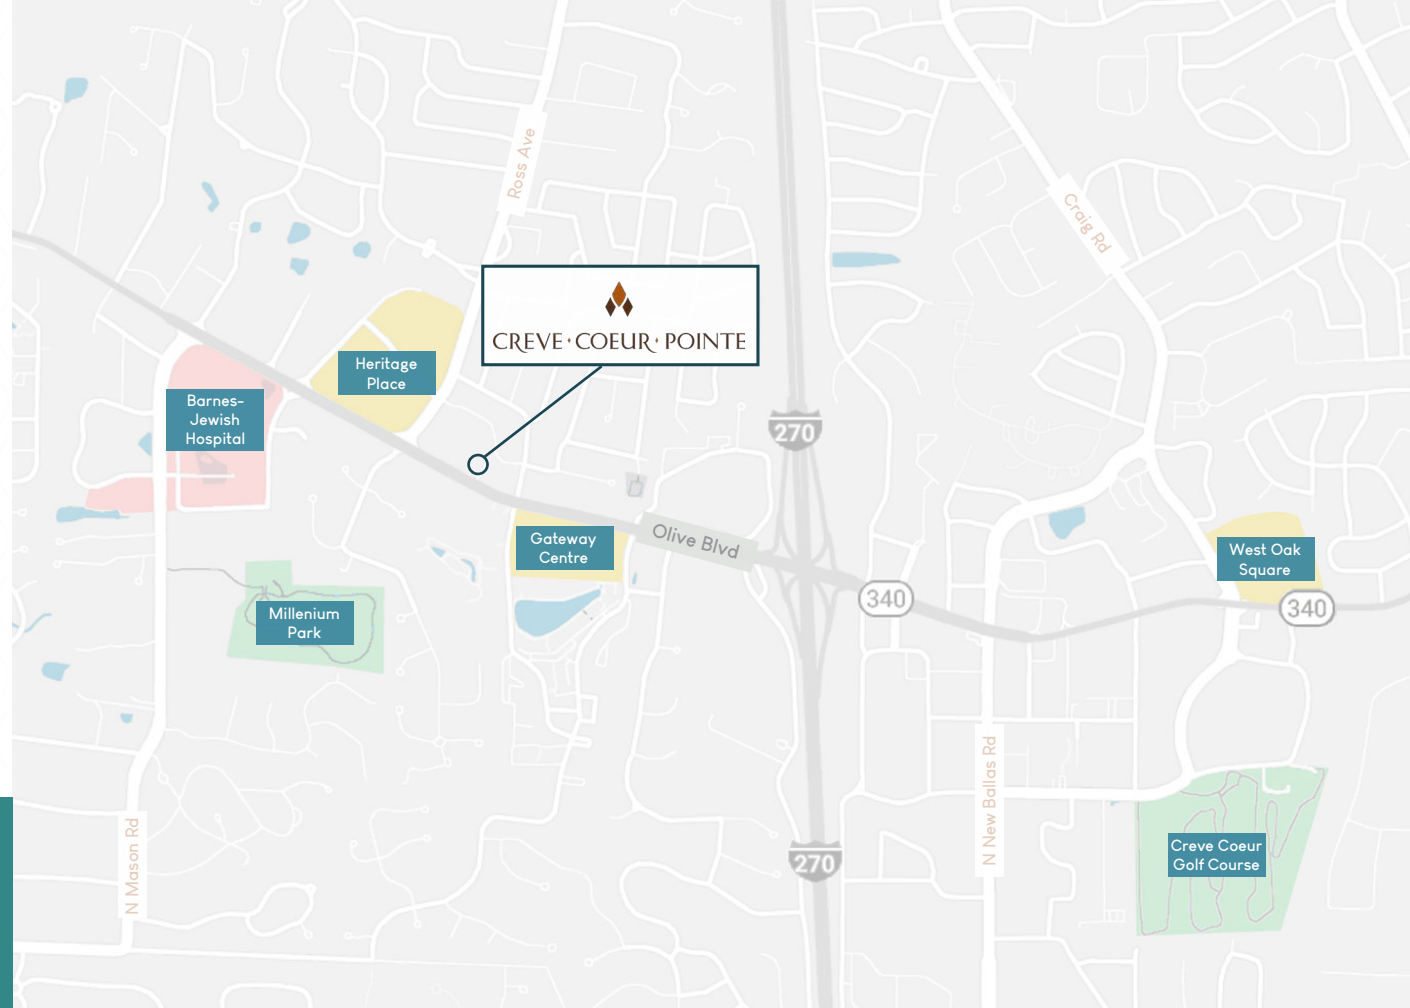 Ross Ave
Craig Rd
CREVE · COEUR · POINTE
Heritage
Place
Barnes-
Jewish
Hospital
270
Gateway
Centre
Olive Blvd
West Oak
Square
340
340
Millenium
Park
N New Ballas Rd
N Mason Rd
270
Creve Coeur
Golf Course